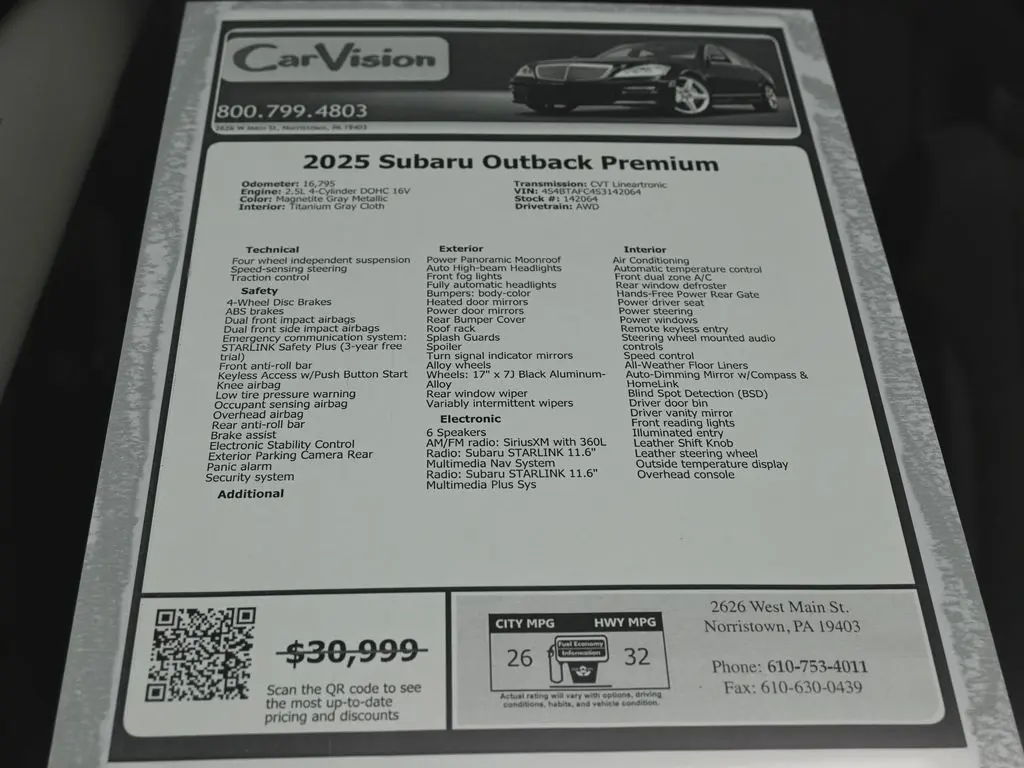 CarVision
800.799.4803
2626 W Main St, Norristown, PA 19403
2025 Subaru Outback Premium
Odometer: 16,795
Engine: 2.5L 4-Cylinder DOHC 16V
Color: Magnetite Gray Metallic
Interior: Titanium Gray Cloth
Transmission: CVT Lineartronic
VIN: 4S4BTAFC4S3142064
Stock #: 142064
Drivetrain: AWD
Technical
Four wheel independent suspension
Speed-sensing steering
Traction control
Safety
4-Wheel Disc Brakes
ABS brakes
Dual front impact airbags
Dual front side impact airbags
Emergency communication system:
STARLINK Safety Plus (3-year free
trial)
Front anti-roll bar
Keyless Access w/Push Button Start
Knee airbag
Low tire pressure warning
Occupant sensing airbag
Overhead airbag
Rear anti-roll bar
Brake assist
Electronic Stability Control
Exterior Parking Camera Rear
Panic alarm
Security system
Additional
Exterior
Power Panoramic Moonroof
Auto High-beam Headlights
Front fog lights
Fully automatic headlights
Bumpers: body-color
Heated door mirrors
Power door mirrors
Rear Bumper Cover
Roof rack
Splash Guards
Spoiler
Turn signal indicator mirrors
Alloy wheels
Wheels: 17" x 7J Black Aluminum-
Alloy
Rear window wiper
Variably intermittent wipers
Electronic
6 Speakers
AM/FM radio: SiriusXM with 360L
Radio: Subaru STARLINK 11.6"
Multimedia Nav System
Radio: Subaru STARLINK 11.6"
Multimedia Plus Sys
Interior
Air Conditioning
Automatic temperature control
Front dual zone A/C
Rear window defroster
Hands-Free Power Rear Gate
Power driver seat
Power steering
Power windows
Remote keyless entry
Steering wheel mounted audio
controls
Speed control
All-Weather Floor Liners
Auto-Dimming Mirror w/Compass &
HomeLink
Blind Spot Detection (BSD)
Driver door bin
Driver vanity mirror
Front reading lights
Illuminated entry
Leather Shift Knob
Leather steering wheel
Outside temperature display
Overhead console
$30,999
Scan the QR code to see
the most up-to-date
pricing and discounts
CITY MPG
HWY MPG
26
Fuel Economy
Information
32
Actual rating will vary with options, driving
conditions, habits, and vehicle condition.
2626 West Main St.
Norristown, PA 19403
Phone: 610-753-4011
Fax: 610-630-0439